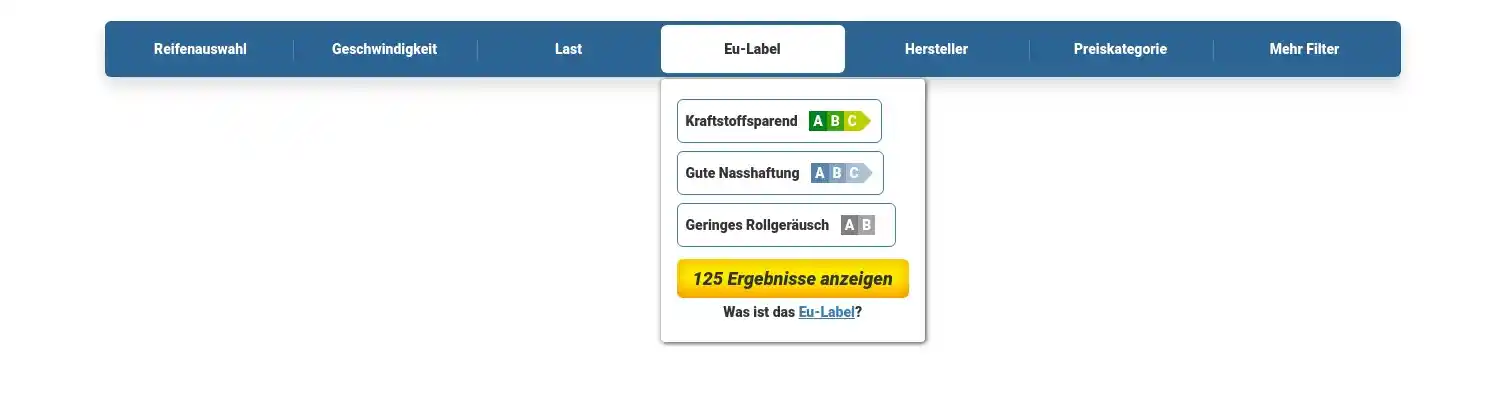 Reifenauswahl Geschwindigkeit Last Eu-Label Hersteller Preiskategorie Mehr Filter
Kraftstoffsparend A B C
Gute Nasshaftung A B C
Geringes Rollgeräusch A B
125 Ergebnisse anzeigen
Was ist das Eu-Label?